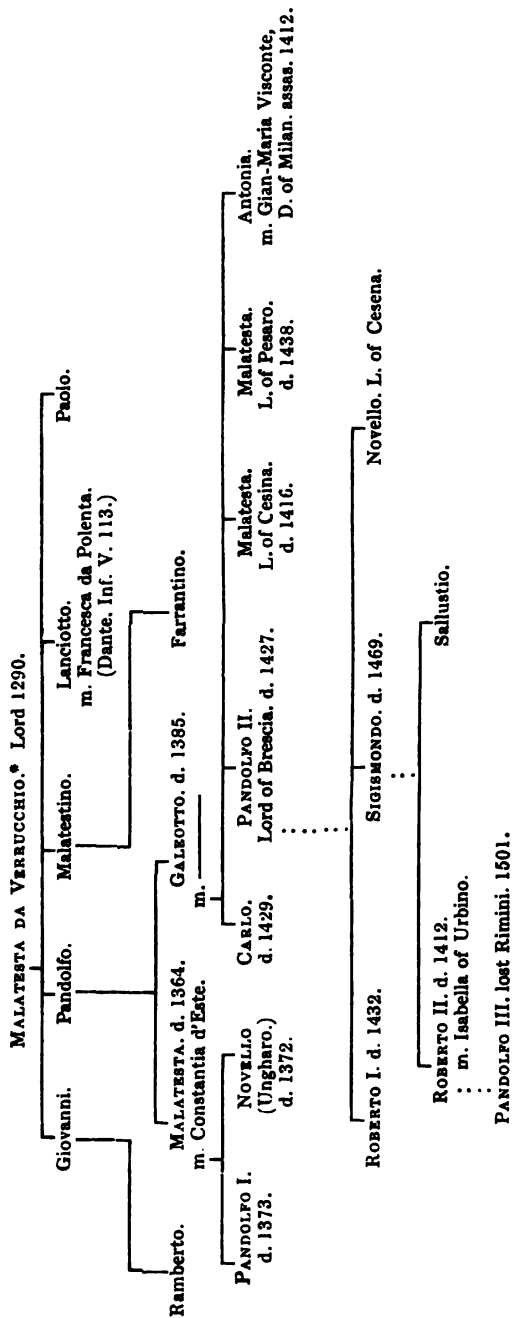 MALATESTA DA VERRUCCHIO.* Lord 1290.
Giovanni.
Pandolfo.
Malatestino.
Lanciotto.
m. Francesca da Polenta.
(Dante. Inf. V. 113.)
Paolo.
Ramberto.
MALATESTA. d. 1364.
m. Constantia d'Este.
GALEOTTO. d. 1385.
m.
Farrantino.
PANDOLFO I.
d. 1373.
NOVELLO
(Ungharo.)
d. 1372.
CARLO.
d. 1429.
PANDOLFO II.
Lord of Brescia. d. 1427.
Malatesta.
L. of Cesina.
d. 1416.
Malatesta.
L. of Pesaro.
d. 1438.
Antonia.
m. Gian-Maria Visconte,
D. of Milan. assas. 1412.
ROBERTO I. d. 1432.
SIGISMONDO. d. 1469.
Novello. L. of Cesena.
ROBERTO II. d. 1412.
m. Isabella of Urbino.
Sallustio.
PANDOLFO III. lost Rimini. 1501.